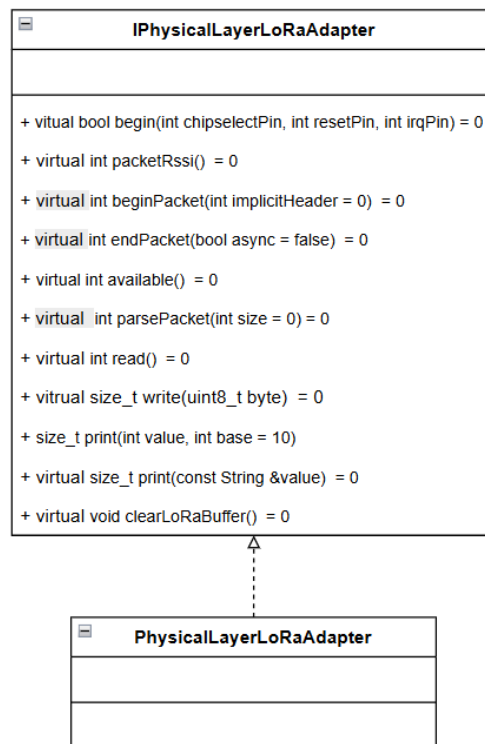 IPhysicalLayerLoRaAdapter
+ vitual bool begin(int chipselectPin, int resetPin, int irqPin) = 0
+ virtual int packetRssi() = 0
+ virtual int beginPacket(int implicitHeader = 0) = 0
+ virtual int endPacket(bool async = false) = 0
+ virtual int available() = 0
+ virtual int parsePacket(int size = 0) = 0
+ virtual int read() = 0
+ vitrual size_t write(uint8_t byte) = 0
+ size_t print(int value, int base = 10)
+ virtual size_t print(const String &value) = 0
+ virtual void clearLoRaBuffer() = 0
PhysicalLayerLoRaAdapter